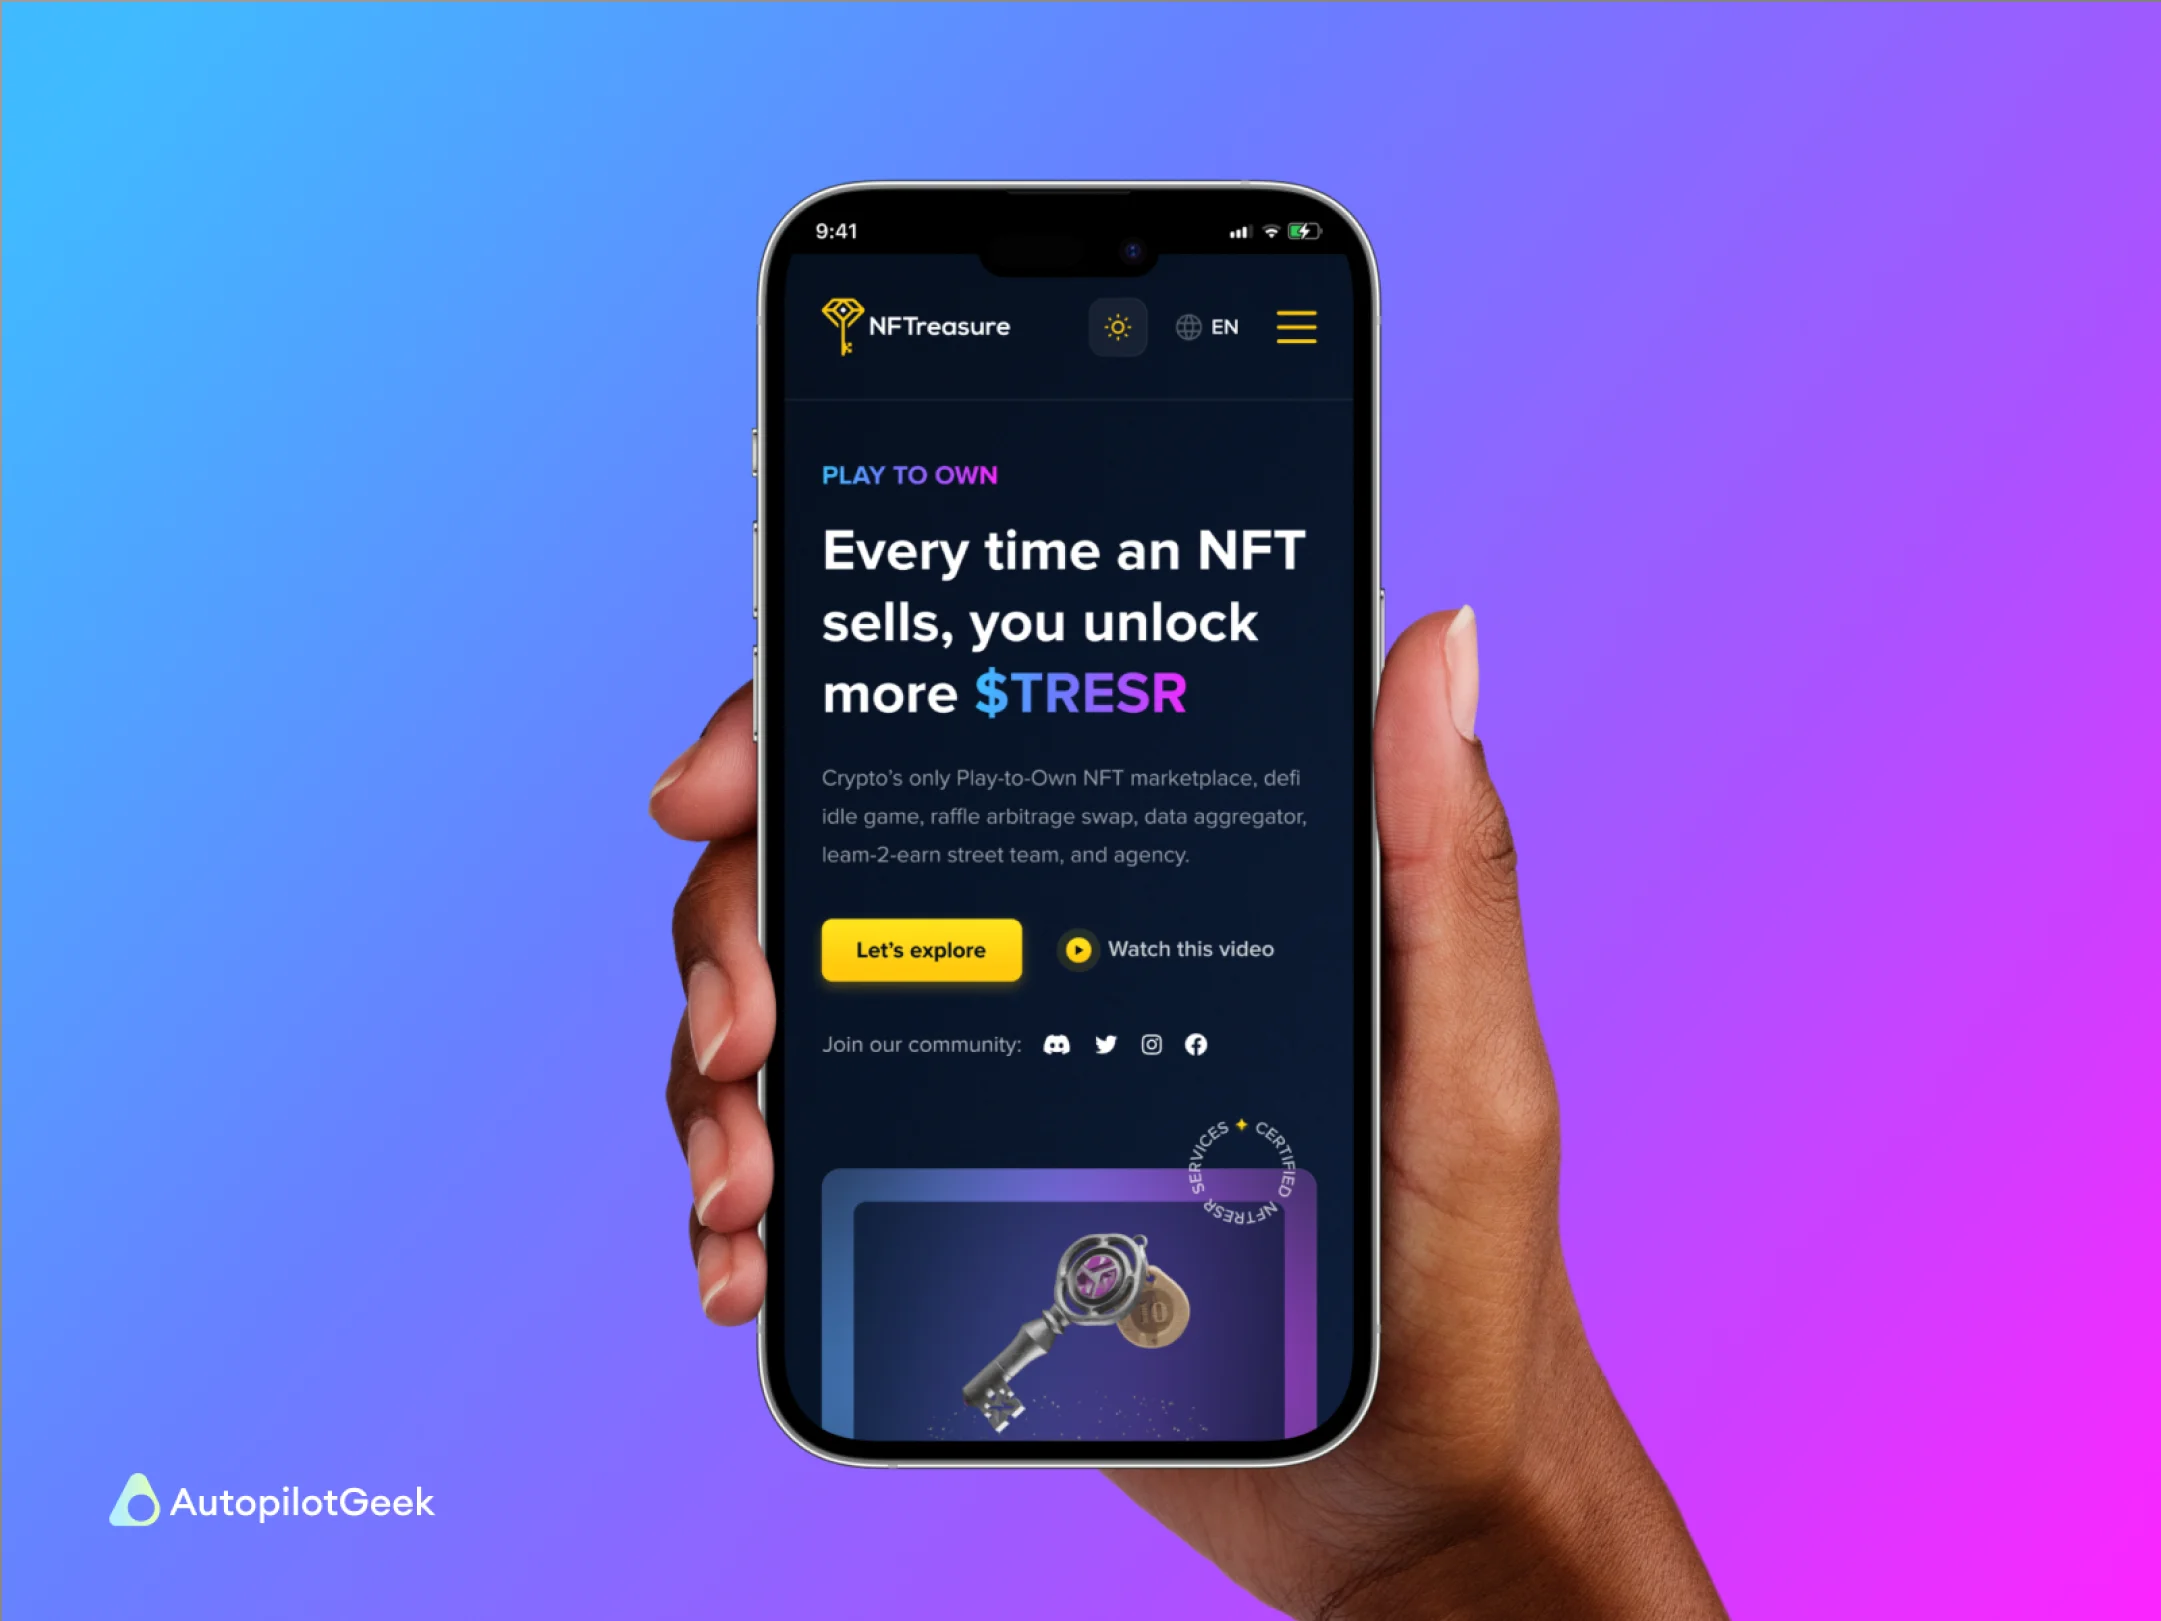 9:41
NFTreasure
EN
PLAY TO OWN
Every time an NFT
sells, you unlock
more $TRESR
Crypto's only Play-to-Own NFT marketplace, defi
idle game, raffle arbitrage swap, data aggregator,
leam-2-earn street team, and agency.
Let's explore
Watch this video
Join our community:
CERTIFIED NFTRESR SERVICES
AutopilotGeek